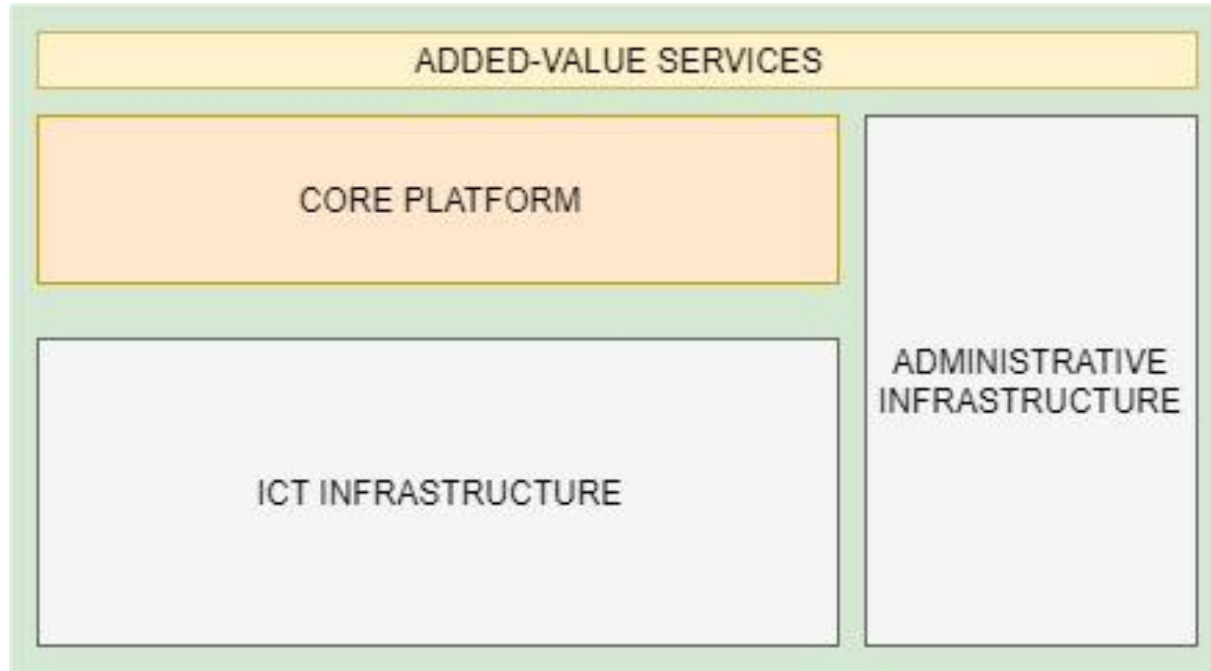 ADDED-VALUE SERVICES
CORE PLATFORM
ADMINISTRATIVE
INFRASTRUCTURE
ICT INFRASTRUCTURE